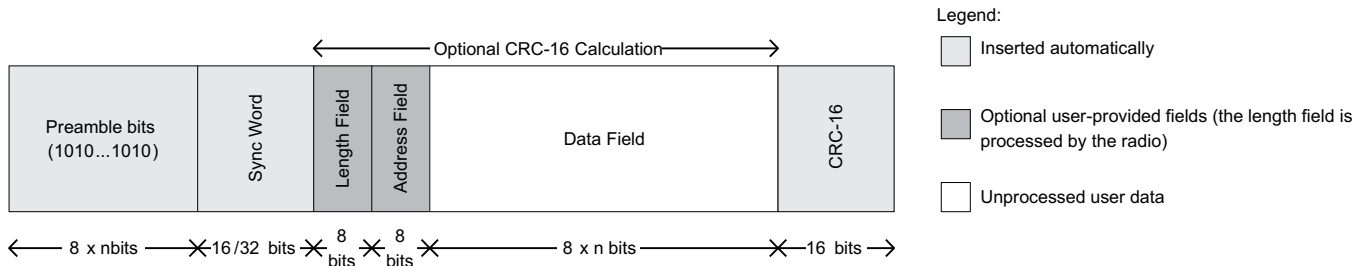 Legend:
Optional CRC-16 Calculation
Inserted automatically
Preamble bits
(1010...1010)
Sync Word
Length Field
Address Field
Data Field
CRC-16
Optional user-provided fields (the length field is
processed by the radio)
Unprocessed user data
8 x nbits
16/32 bits
8
bits
8
bits
8 x n bits
16 bits